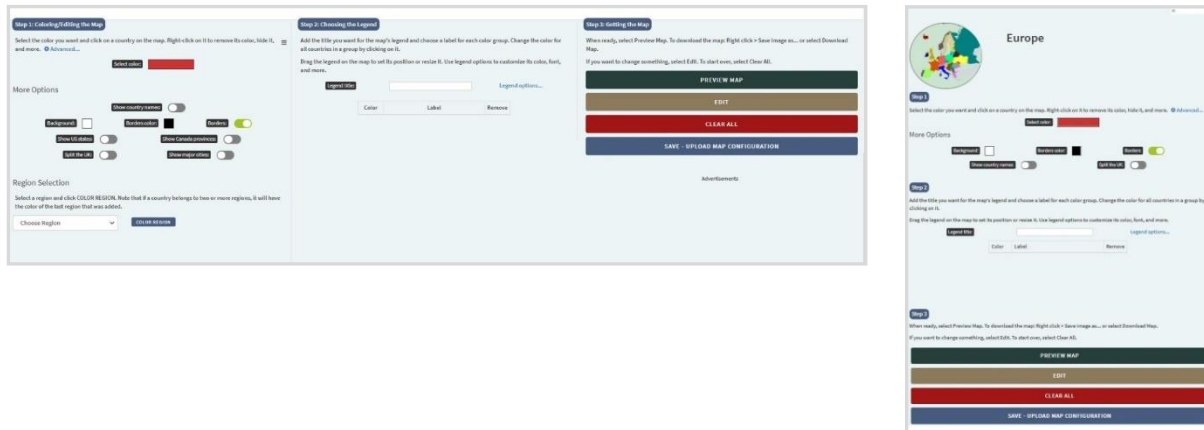 Step 1: Coloring/Editing the Map
Select the color you want and click on a country on the map. Right-click on it to remove its color, hide it,
and more. Advanced...
Select color:
More Options
Show country names:
Background: Borders color: Borders:
Show US states: Show Canada provinces:
Split the UK: Show major cities:
Region Selection
Select a region and click COLOR REGION. Note that if a country belongs to two or more regions, it will have
the color of the last region that was added.
Choose Region COLOR REGION
Step 2: Choosing the Legend
Add the title you want for the map's legend and choose a label for each color group. Change the color for
all countries in a group by clicking on it.
Drag the legend on the map to set its position or resize it. Use legend options to customize its color, font,
and more.
Legend title: Legend options...
Color Label Remove
Step 3: Getting the Map
When ready, select Preview Map. To download the map: Right click > Save Image as... or select Download
Map.
If you want to change something, select Edit. To start over, select Clear All.
PREVIEW MAP
EDIT
CLEAR ALL
SAVE - UPLOAD MAP CONFIGURATION
Advertisements
Europe
Step 1
Select the color you want and click on a country on the map. Right-click on it to remove its color, hide it, and more. Advanced...
Select color:
More Options
Background: Borders color: Borders:
Show country names: Split the UK:
Step 2
Add the title you want for the map's legend and choose a label for each color group. Change the color for all countries in a group by
clicking on it.
Drag the legend on the map to set its position or resize it. Use legend options to customize its color, font, and more.
Legend title: Legend options...
Color Label Remove
Step 3
When ready, select Preview Map. To download the map: Right click > Save Image as... or select Download Map.
If you want to change something, select Edit. To start over, select Clear All.
PREVIEW MAP
EDIT
CLEAR ALL
SAVE - UPLOAD MAP CONFIGURATION